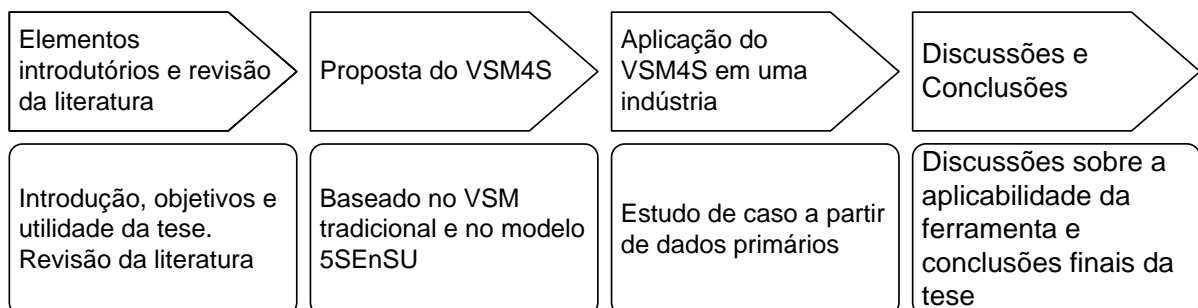 Elementos
introdutórios e revisão
da literatura
Proposta do VSM4S
Aplicação do
VSM4S em uma
indústria
Discussões e
Conclusões
Introdução, objetivos e
utilidade da tese.
Revisão da literatura
Baseado no VSM
tradicional e no modelo
5SEnSU
Estudo de caso a partir
de dados primários
Discussões sobre a
aplicabilidade da
ferramenta e
conclusões finais da
tese